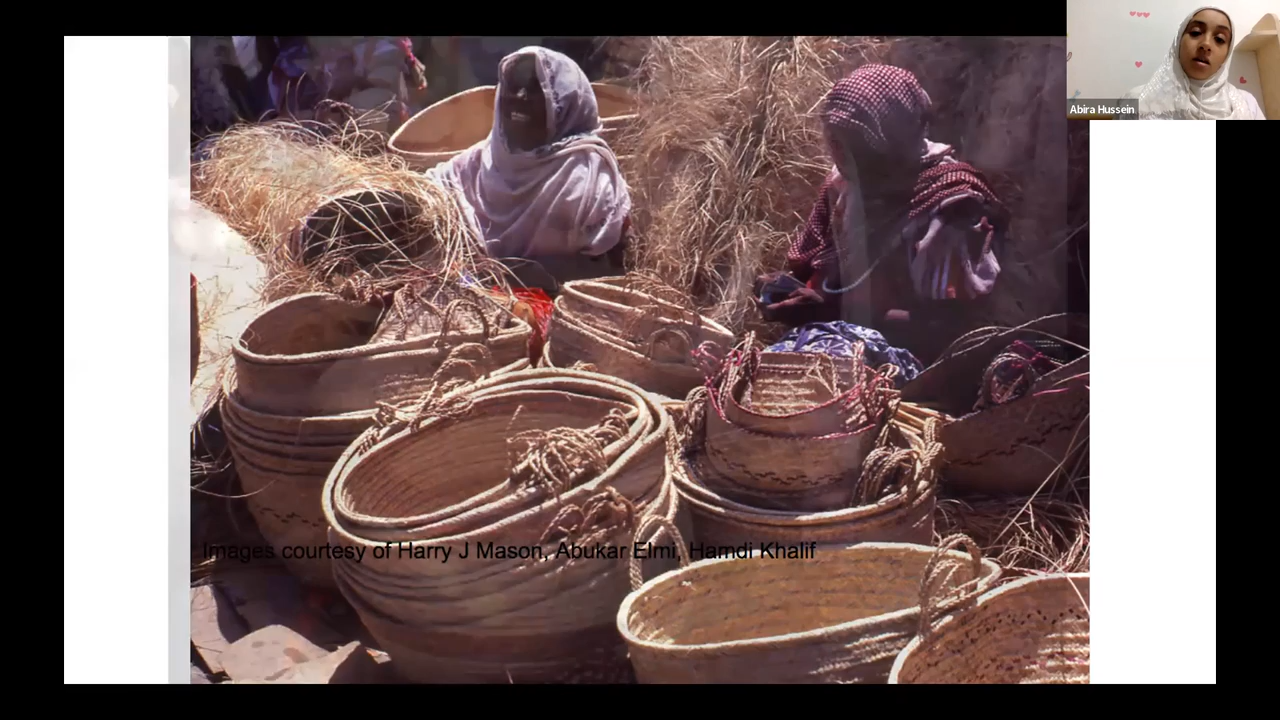 Abira Hussein
Images courtesy of Harry J Mason, Abukar Elmi, Hamdi Khalif